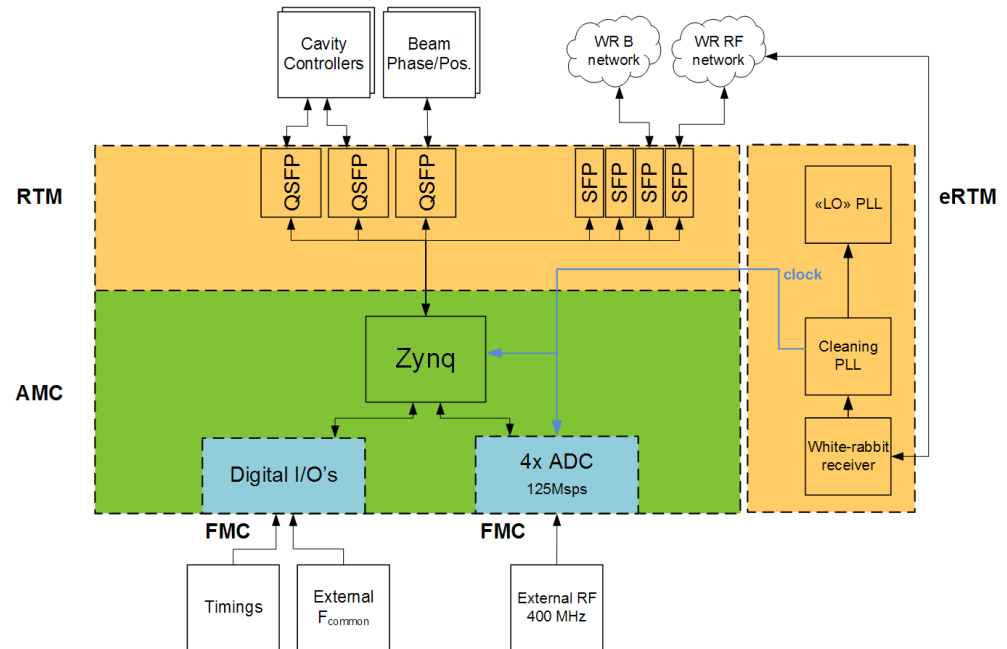 Cavity
Controllers
Beam
Phase/Pos.
WR B
network
WR RF
network
RTM
QSFP
QSFP
QSFP
SFP
SFP
SFP
SFP
«LO» PLL
eRTM
clock
Zynq
Cleaning
PLL
AMC
White-rabbit
receiver
Digital I/O's
4x ADC
125Msps
FMC
FMC
Timings
External
Fcommon
External RF
400 MHz